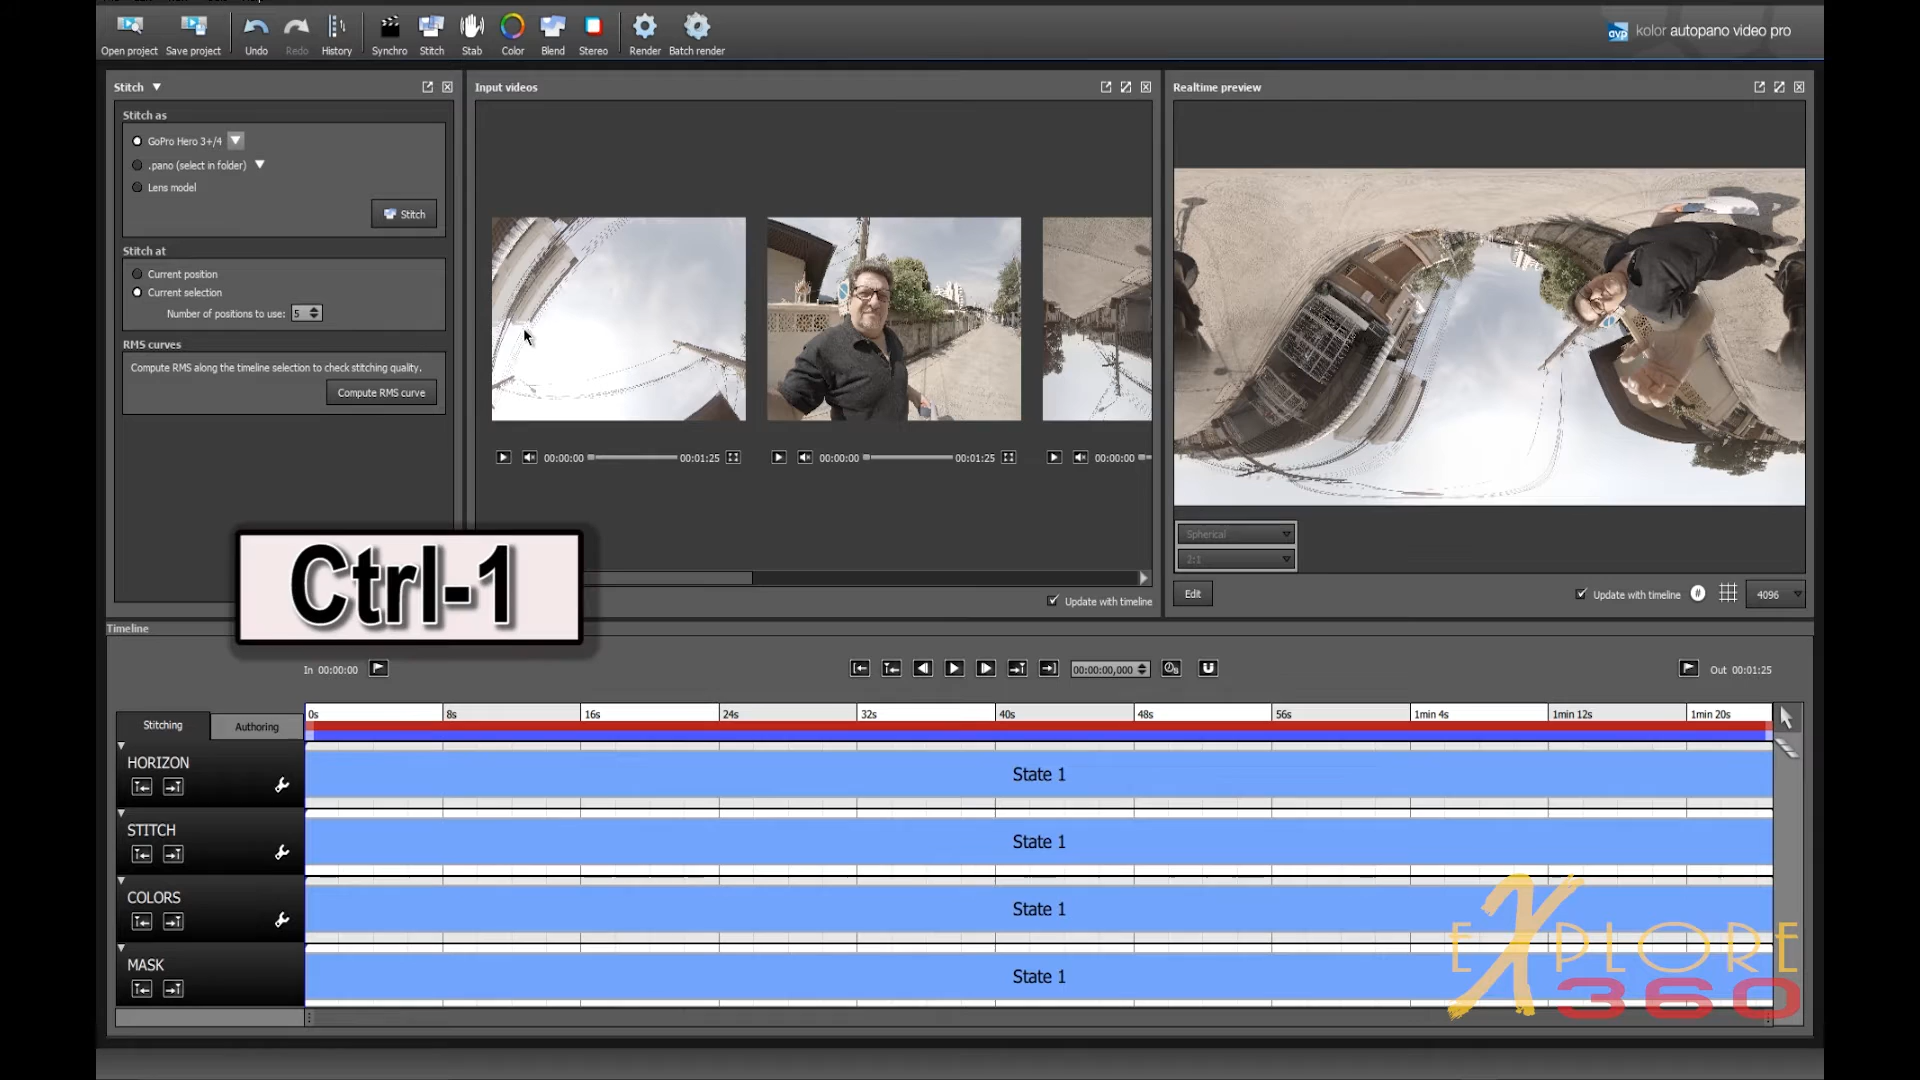 Open project Save project Undo Redo History Synchro Stitch Stab Color Blend Stereo Render Batch render
avp kolor autopano video pro
Stitch
Input videos
Realtime preview
Stitch as
GoPro Hero 3+/4
.pano (select in folder)
Lens model
Stitch
Stitch at
Current position
Current selection
Number of positions to use: 5
RMS curves
Compute RMS along the timeline selection to check stitching quality.
Compute RMS curve
00:00:00 00:01:25 00:00:00 00:01:25 00:00:00
Spherical
2:1
Ctrl-1
Update with timeline
Edit
Update with timeline # 4096
Timeline
In 00:00:00
00:00:00,000
Out 00:01:25
Stitching Authoring
0s 8s 16s 24s 32s 40s 48s 56s 1min 4s 1min 12s 1min 20s
HORIZON
State 1
STITCH
State 1
COLORS
State 1
MASK
State 1
EXPLORE
360